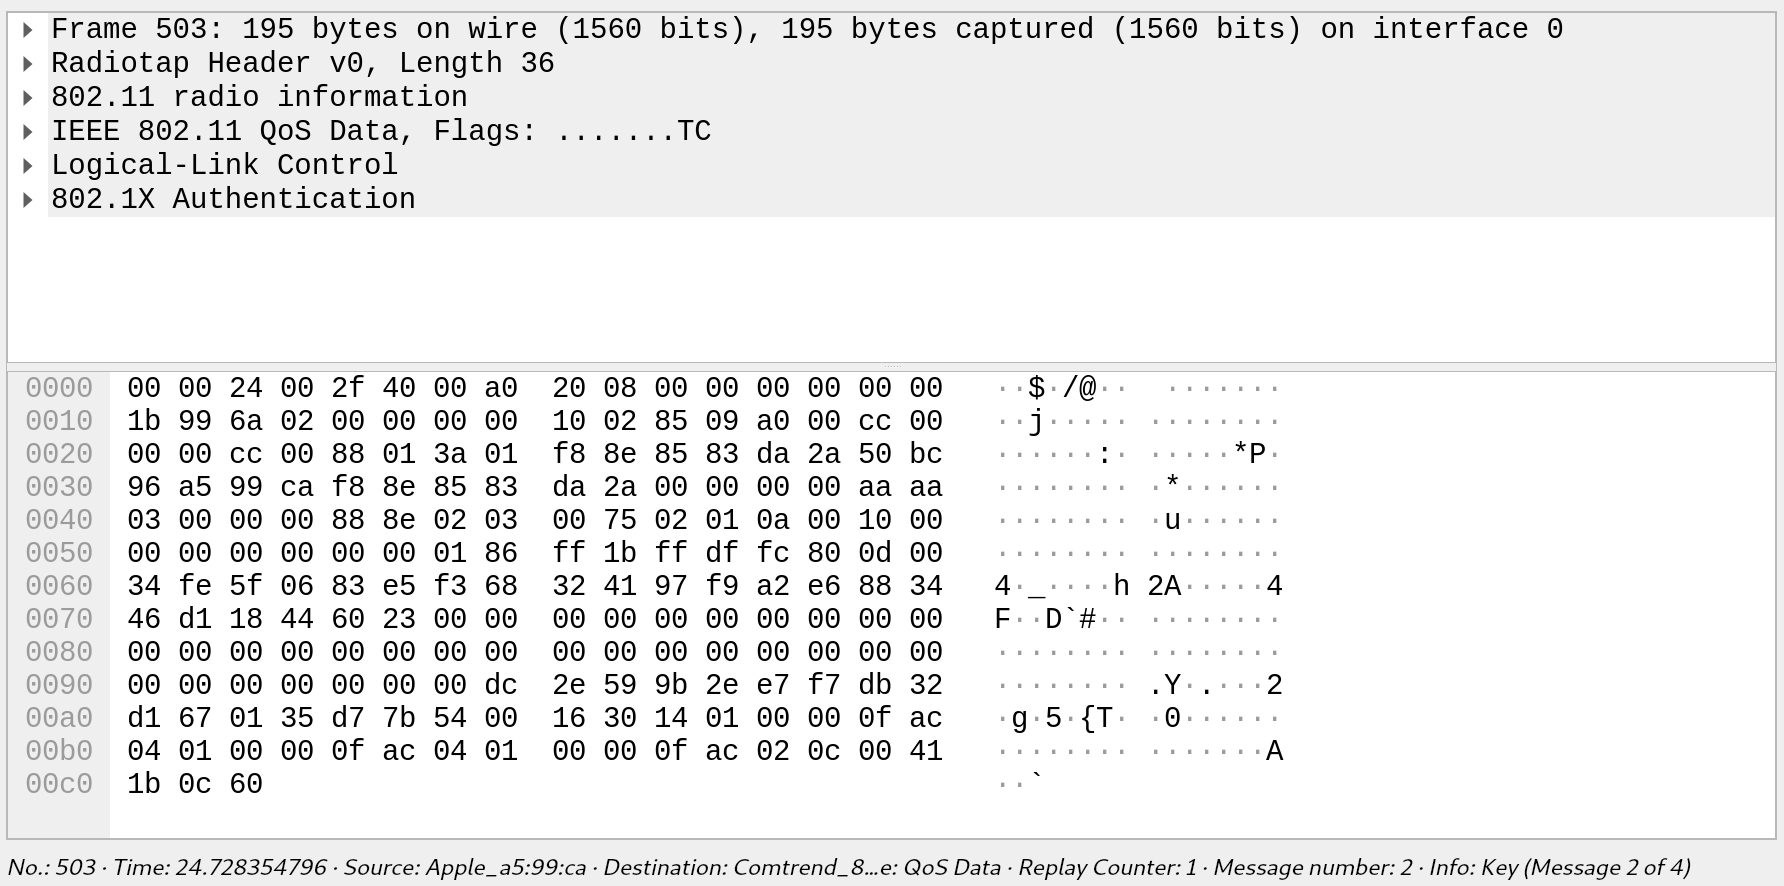 Frame 503: 195 bytes on wire (1560 bits), 195 bytes captured (1560 bits) on interface 0
Radiotap Header v0, Length 36
802.11 radio information
IEEE 802.11 QoS Data, Flags: .......TC
Logical-Link Control
802.1X Authentication
0000 00 00 24 00 2f 40 00 a0 20 08 00 00 00 00 00 00 ··$·/@·· ·······
0010 1b 99 6a 02 00 00 00 00 10 02 85 09 a0 00 cc 00 ··j····· ········
0020 00 00 cc 00 88 01 3a 01 f8 8e 85 83 da 2a 50 bc ······:· ·····*P·
0030 96 a5 99 ca f8 8e 85 83 da 2a 00 00 00 00 aa aa ········ ·*······
0040 03 00 00 00 88 8e 02 03 00 75 02 01 0a 00 10 00 ········ ·u······
0050 00 00 00 00 00 00 01 86 ff 1b ff df fc 80 0d 00 ········ ········
0060 34 fe 5f 06 83 e5 f3 68 32 41 97 f9 a2 e6 88 34 4·_····h 2A·····4
0070 46 d1 18 44 60 23 00 00 00 00 00 00 00 00 00 00 F··D`#·· ········
0080 00 00 00 00 00 00 00 00 00 00 00 00 00 00 00 00 ········ ········
0090 00 00 00 00 00 00 00 dc 2e 59 9b 2e e7 f7 db 32 ········ .Y·.···2
00a0 d1 67 01 35 d7 7b 54 00 16 30 14 01 00 00 0f ac ·g·5·{T· ·0······
00b0 04 01 00 00 0f ac 04 01 00 00 0f ac 02 0c 00 41 ········ ·······A
00c0 1b 0c 60 ··`
No.: 503 · Time: 24.728354796 · Source: Apple_a5:99:ca · Destination: Comtrend_8...e: QoS Data · Replay Counter: 1 · Message number: 2 · Info: Key (Message 2 of 4)